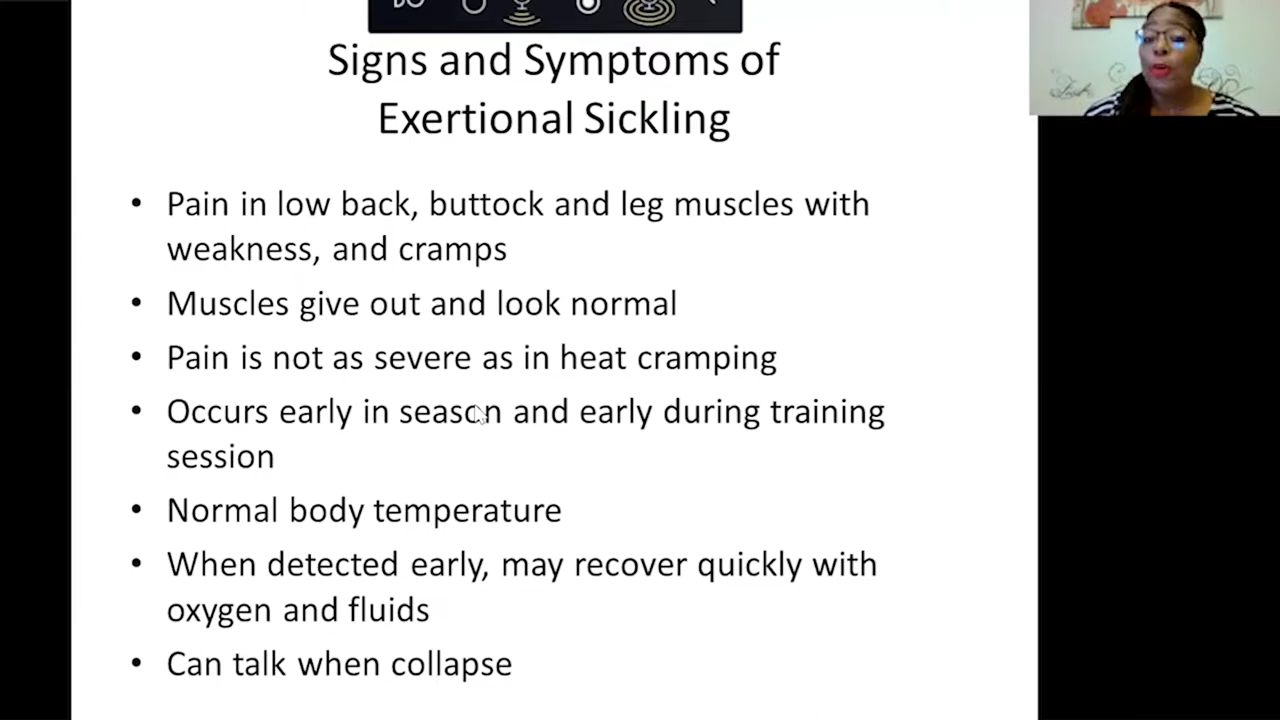 Signs and Symptoms of
Exertional Sickling
• Pain in low back, buttock and leg muscles with
weakness, and cramps
• Muscles give out and look normal
• Pain is not as severe as in heat cramping
• Occurs early in season and early during training
session
• Normal body temperature
• When detected early, may recover quickly with
oxygen and fluids
• Can talk when collapse